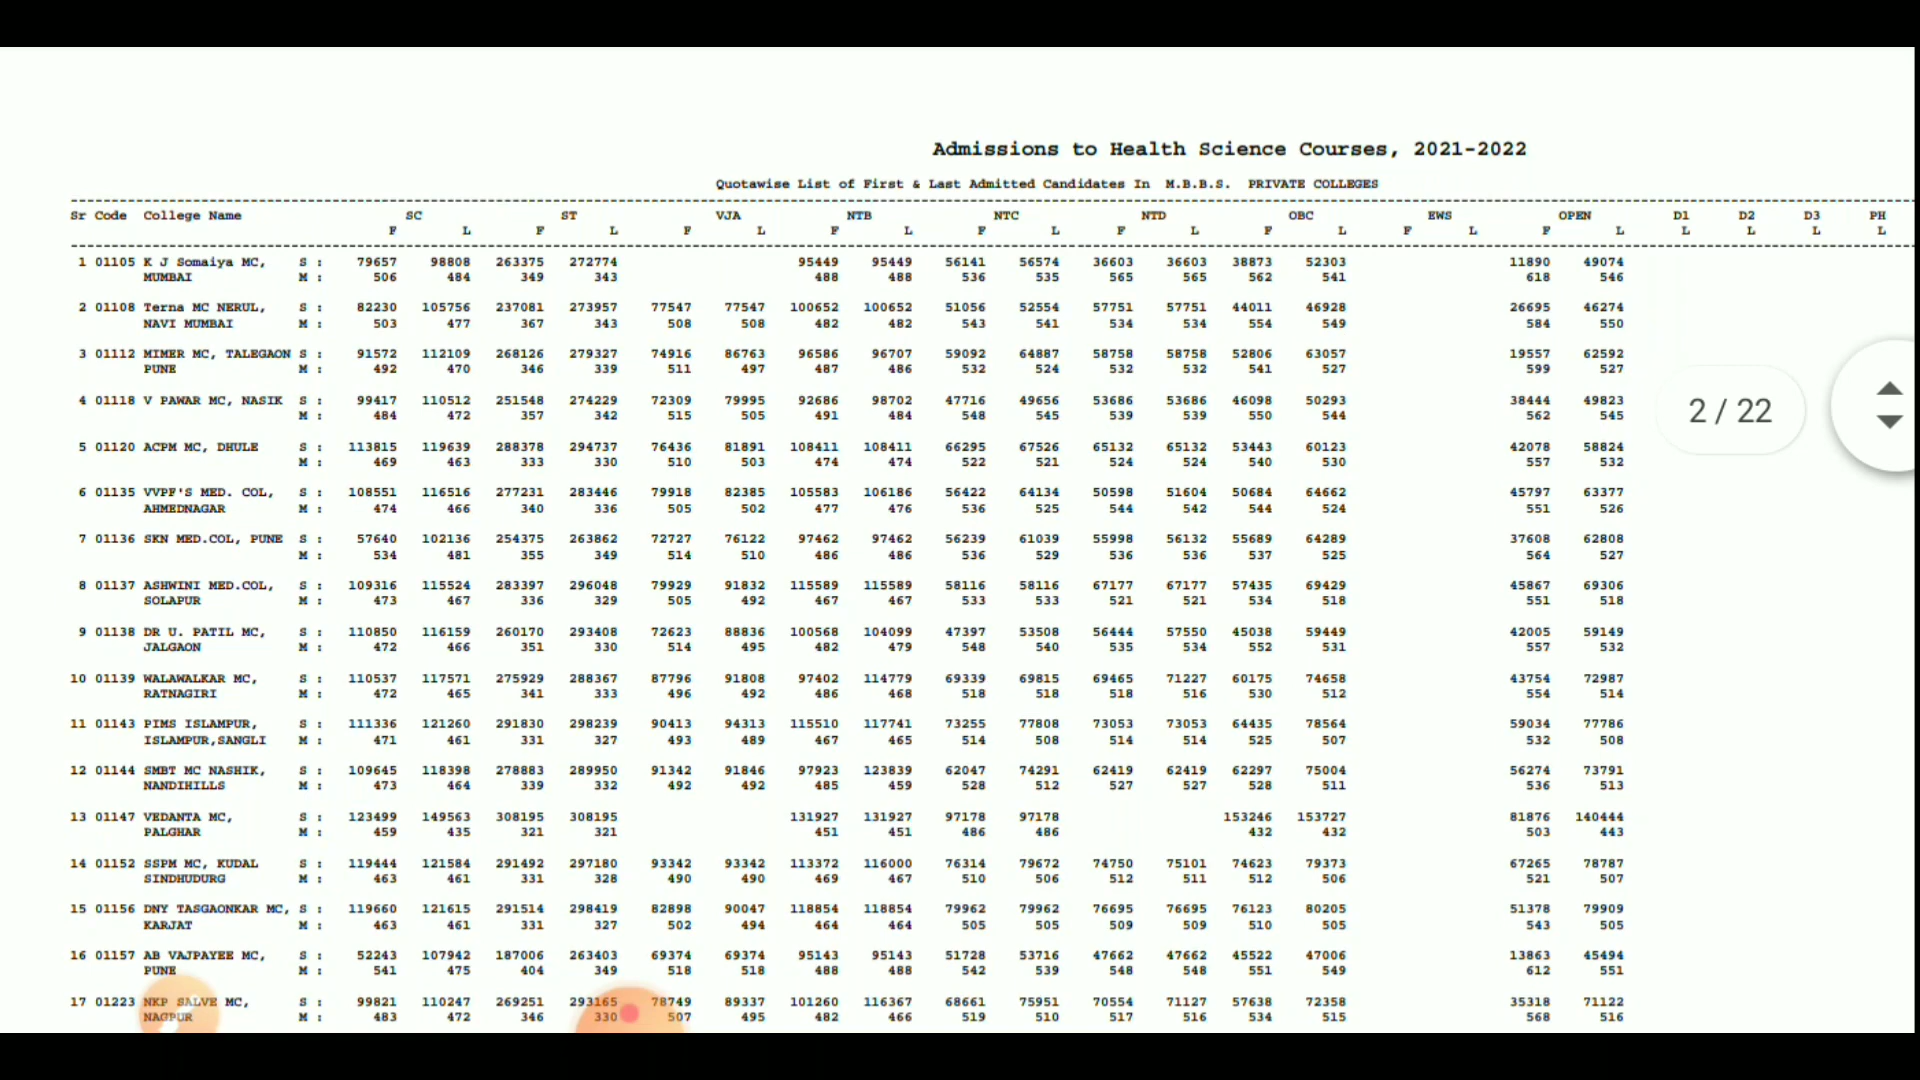 Admissions to Health Science Courses, 2021-2022
Quotawise List of First & Last Admitted Candidates In M.B.B.S. PRIVATE COLLEGES
Sr Code College Name SC ST VJA NTB NTC NTD OBC EWS OPEN D1 D2 D3 PH
F L F L F L F L F L F L F L F L F L L L L L
1 01105 K J Somaiya MC, S : 79657 98808 263375 272774 95449 95449 56141 56574 36603 36603 38873 52303 11890 49074
MUMBAI M : 506 484 349 343 488 488 536 535 565 565 562 541 618 546
2 01108 Terna MC NERUL, S : 82230 105756 237081 273957 77547 77547 100652 100652 51056 52554 57751 57751 44011 46928 26695 46274
NAVI MUMBAI M : 503 477 367 343 508 508 482 482 543 541 534 534 554 549 584 550
3 01112 MIMER MC, TALEGAON S : 91572 112109 268126 279327 74916 86763 96586 96707 59092 64887 58758 58758 52806 63057 19557 62592
PUNE M : 492 470 346 339 511 497 487 486 532 524 532 532 541 527 599 527
4 01118 V PAWAR MC, NASIK S : 99417 110512 251548 274229 72309 79995 92686 98702 47716 49656 53686 53686 46098 50293 38444 49823
M : 484 472 357 342 515 505 491 484 548 545 539 539 550 544 562 545
5 01120 ACPM MC, DHULE S : 113815 119639 288378 294737 76436 81891 108411 108411 66295 67526 65132 65132 53443 60123 42078 58824
M : 469 463 333 330 510 503 474 474 522 521 524 524 540 530 557 532
6 01135 VVPF'S MED. COL, S : 108551 116516 277231 283446 79918 82385 105583 106186 56422 64134 50598 51604 50684 64662 45797 63377
AHMEDNAGAR M : 474 466 340 336 505 502 477 476 536 525 544 542 544 524 551 526
7 01136 SKN MED.COL, PUNE S : 57640 102136 254375 263862 72727 76122 97462 97462 56239 61039 55998 56132 55689 64289 37608 62808
M : 534 481 355 349 514 510 486 486 536 529 536 536 537 525 564 527
8 01137 ASHWINI MED.COL, S : 109316 115524 283397 296048 79929 91832 115589 115589 58116 58116 67177 67177 57435 69429 45867 69306
SOLAPUR M : 473 467 336 329 505 492 467 467 533 533 521 521 534 518 551 518
9 01138 DR U. PATIL MC, S : 110850 116159 260170 293408 72623 88836 100568 104099 47397 53508 56444 57550 45038 59449 42005 59149
JALGAON M : 472 466 351 330 514 495 482 479 548 540 535 534 552 531 557 532
10 01139 WALAWALKAR MC, S : 110537 117571 275929 288367 87796 91808 97402 114779 69339 69815 69465 71227 60175 74658 43754 72987
RATNAGIRI M : 472 465 341 333 496 492 486 468 518 518 518 516 530 512 554 514
11 01143 PIMS ISLAMPUR, S : 111336 121260 291830 298239 90413 94313 115510 117741 73255 77808 73053 73053 64435 78564 59034 77786
ISLAMPUR,SANGLI M : 471 461 331 327 493 489 467 465 514 508 514 514 525 507 532 508
12 01144 SMBT MC NASHIK, S : 109645 118398 278883 289950 91342 91846 97923 123839 62047 74291 62419 62419 62297 75004 56274 73791
NANDIHILLS M : 473 464 339 332 492 492 485 459 528 512 527 527 528 511 536 513
13 01147 VEDANTA MC, S : 123499 149563 308195 308195 131927 131927 97178 97178 153246 153727 81876 140444
PALGHAR M : 459 435 321 321 451 451 486 486 432 432 503 443
14 01152 SSPM MC, KUDAL S : 119444 121584 291492 297180 93342 93342 113372 116000 76314 79672 74750 75101 74623 79373 67265 78787
SINDHUDURG M : 463 461 331 328 490 490 469 467 510 506 512 511 512 506 521 507
15 01156 DNY TASGAONKAR MC, S : 119660 121615 291514 298419 82898 90047 118854 118854 79962 79962 76695 76695 76123 80205 51378 79909
KARJAT M : 463 461 331 327 502 494 464 464 505 505 509 509 510 505 543 505
16 01157 AB VAJPAYEE MC, S : 52243 107942 187006 263403 69374 69374 95143 95143 51728 53716 47662 47662 45522 47006 13863 45494
PUNE M : 541 475 404 349 518 518 488 488 542 539 548 548 551 549 612 551
17 01223 NKP SALVE MC, S : 99821 110247 269251 293165 78749 89337 101260 116367 68661 75951 70554 71127 57638 72358 35318 71122
NAGPUR M : 483 472 346 330 507 495 482 466 519 510 517 516 534 515 568 516
2 / 22